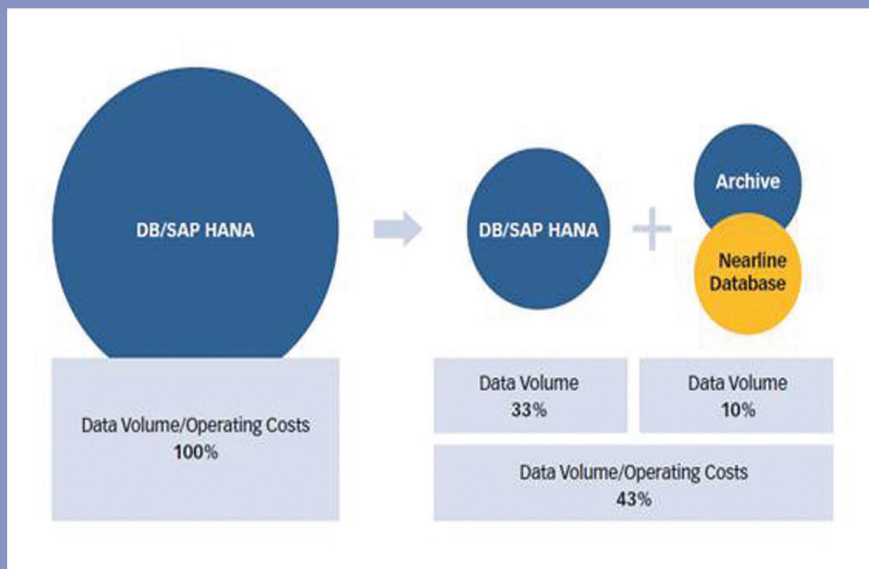 DB/SAP HANA
Data Volume/Operating Costs
100%
DB/SAP HANA
Archive
Nearline
Database
Data Volume
33%
Data Volume
10%
Data Volume/Operating Costs
43%